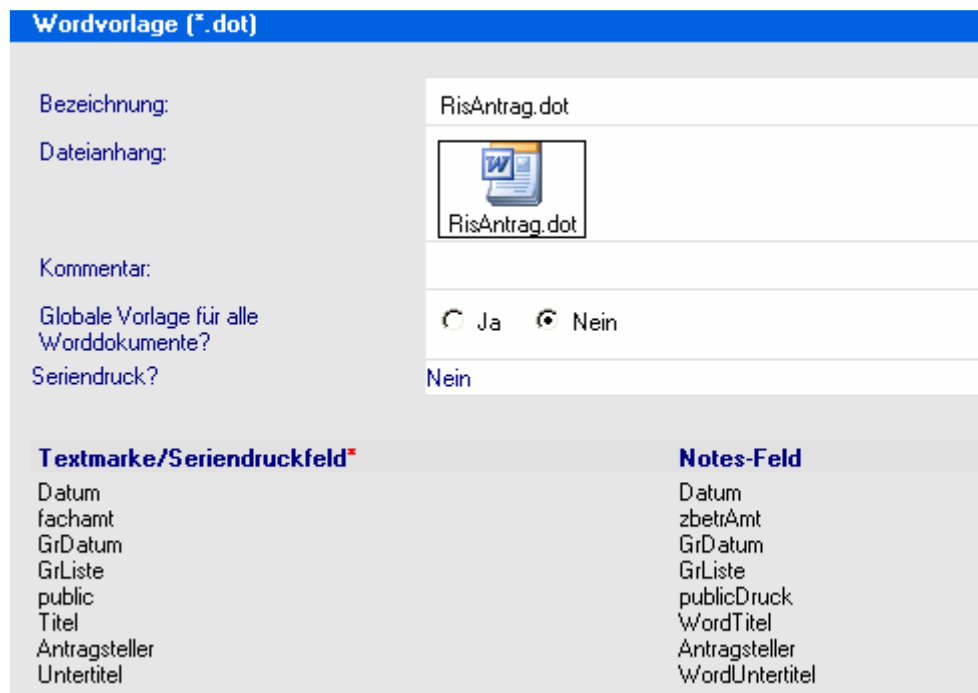 Wordvorlage (*.dot)
Bezeichnung: RisAntrag.dot
Dateianhang:
RisAntrag.dot
Kommentar:
Globale Vorlage für alle
Worddokumente? Ja Nein
Seriendruck? Nein
Textmarke/Seriendruckfeld* Notes-Feld
Datum Datum
fachamt zbetrAmt
GrDatum GrDatum
GrListe GrListe
public publicDruck
Titel WordTitel
Antragsteller Antragsteller
Untertitel WordUntertitel